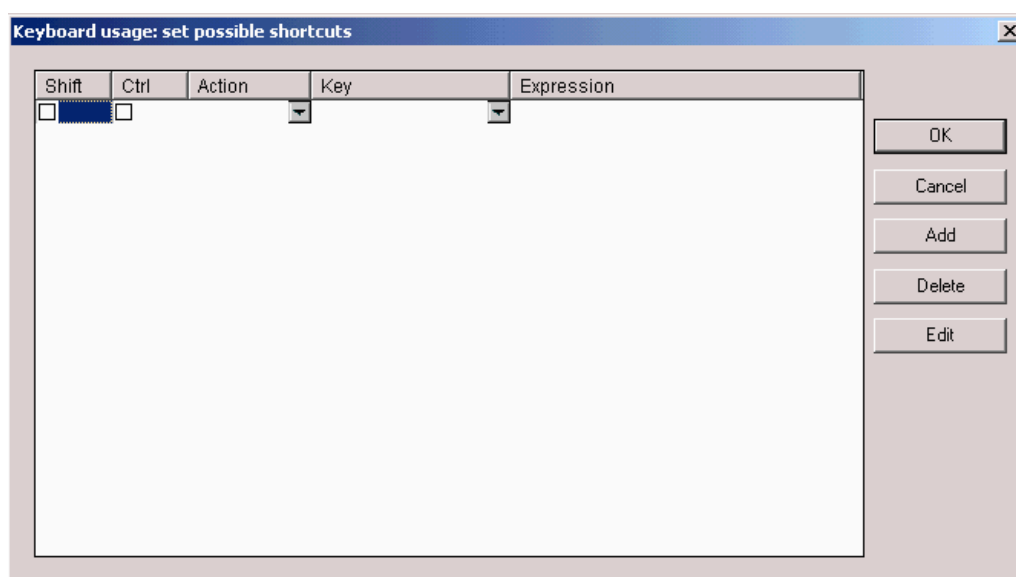 Keyboard usage: set possible shortcuts
Shift Ctrl Action Key Expression
OK
Cancel
Add
Delete
Edit